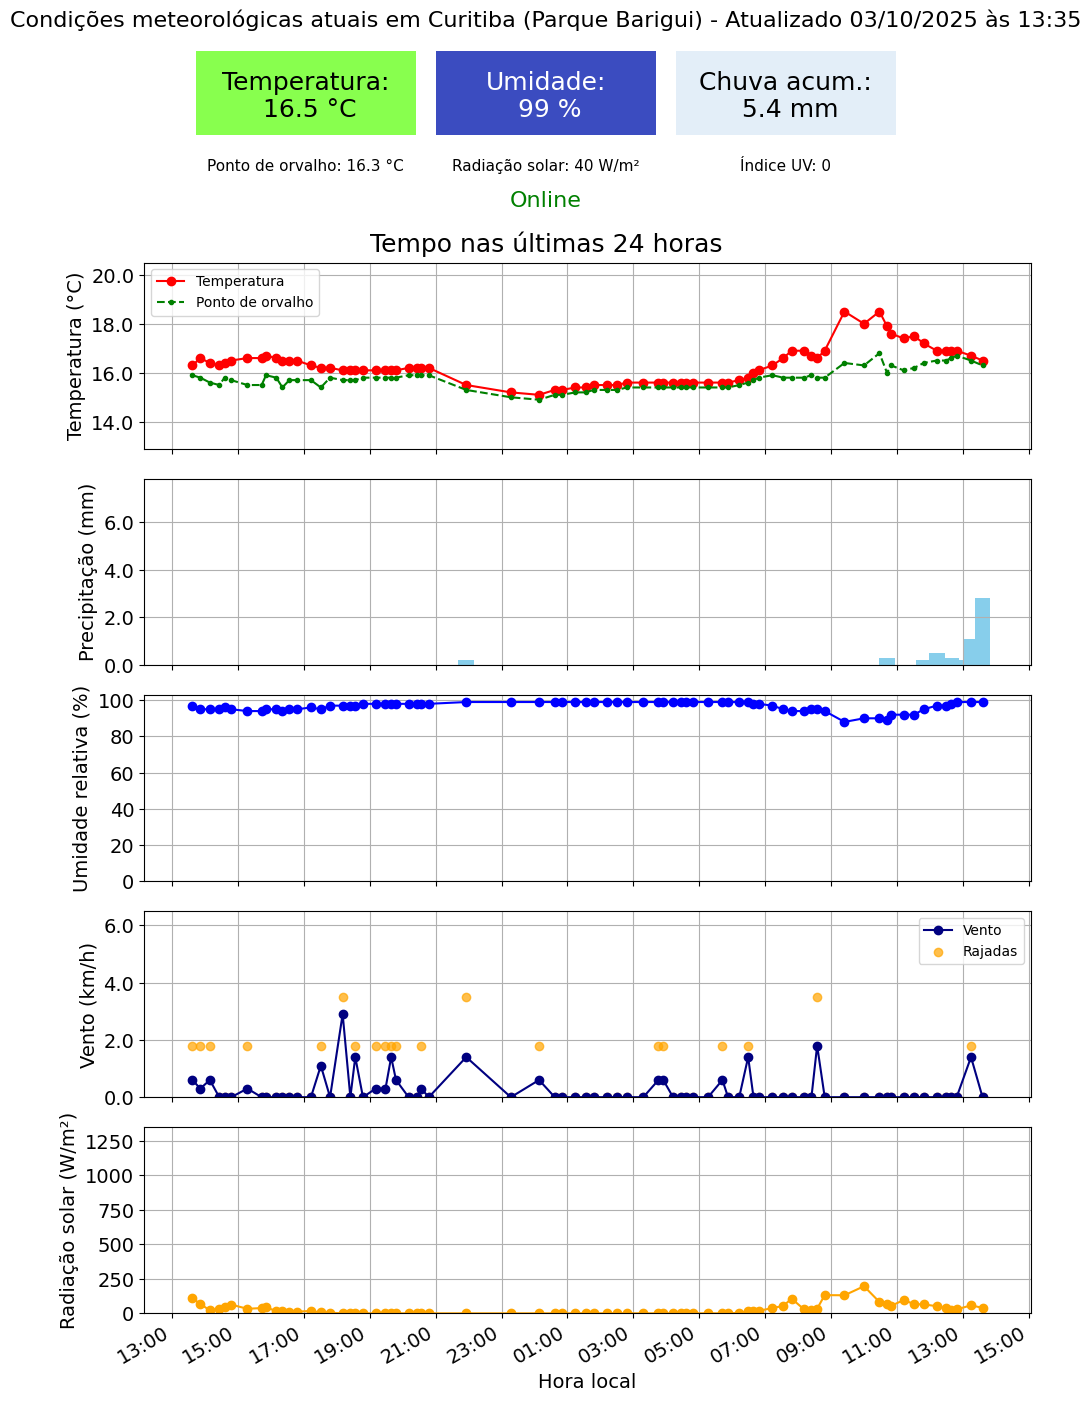 Condições meteorológicas atuais em Curitiba (Parque Barigui) - Atualizado 03/10/2025 às 13:35
Temperatura:
16.5 °C
Umidade:
99 %
Chuva acum.:
5.4 mm
Ponto de orvalho: 16.3 °C
Radiação solar: 40 W/m²
Índice UV: 0
Online
Tempo nas últimas 24 horas
Temperatura (°C)
20.0
18.0
16.0
14.0
Temperatura
Ponto de orvalho
Precipitação (mm)
6.0
4.0
2.0
0.0
Umidade relativa (%)
100
80
60
40
20
0
Vento (km/h)
6.0
4.0
2.0
0.0
Vento
Rajadas
Radiação solar (W/m²)
1250
1000
750
500
250
0
13:00
15:00
17:00
19:00
21:00
23:00
01:00
03:00
05:00
07:00
09:00
11:00
13:00
15:00
Hora local